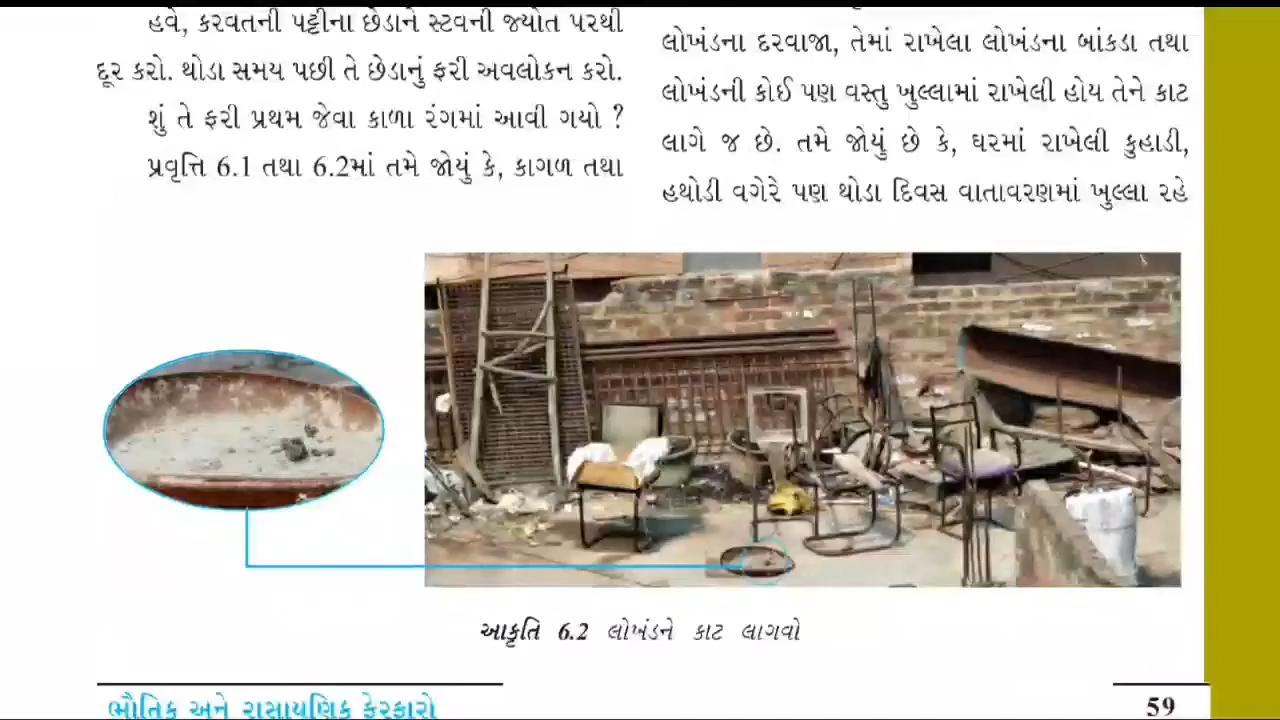 હવે, કરવતની પટ્ટીના છેડાને સ્ટવની જ્યોત પરથી
દૂર કરો. થોડા સમય પછી તે છેડાનું ફરી અવલોકન કરો.
શું તે ફરી પ્રથમ જેવા કાળા રંગમાં આવી ગયો ?
પ્રવૃત્તિ 6.1 તથા 6.2માં તમે જોયું કે, કાગળ તથા
લોખંડના દરવાજા, તેમાં રાખેલા લોખંડના બાંકડા તથા
લોખંડની કોઈ પણ વસ્તુ ખુલ્લામાં રાખેલી હોય તેને કાટ
લાગે જ છે. તમે જોયું છે કે, ઘરમાં રાખેલી કુહાડી,
હથોડી વગેરે પણ થોડા દિવસ વાતાવરણમાં ખુલ્લા રહે
આકૃતિ 6.2 લોખંડને કાટ લાગવો
ભૌતિક અને રાસાયણિક ફેરફારો
59